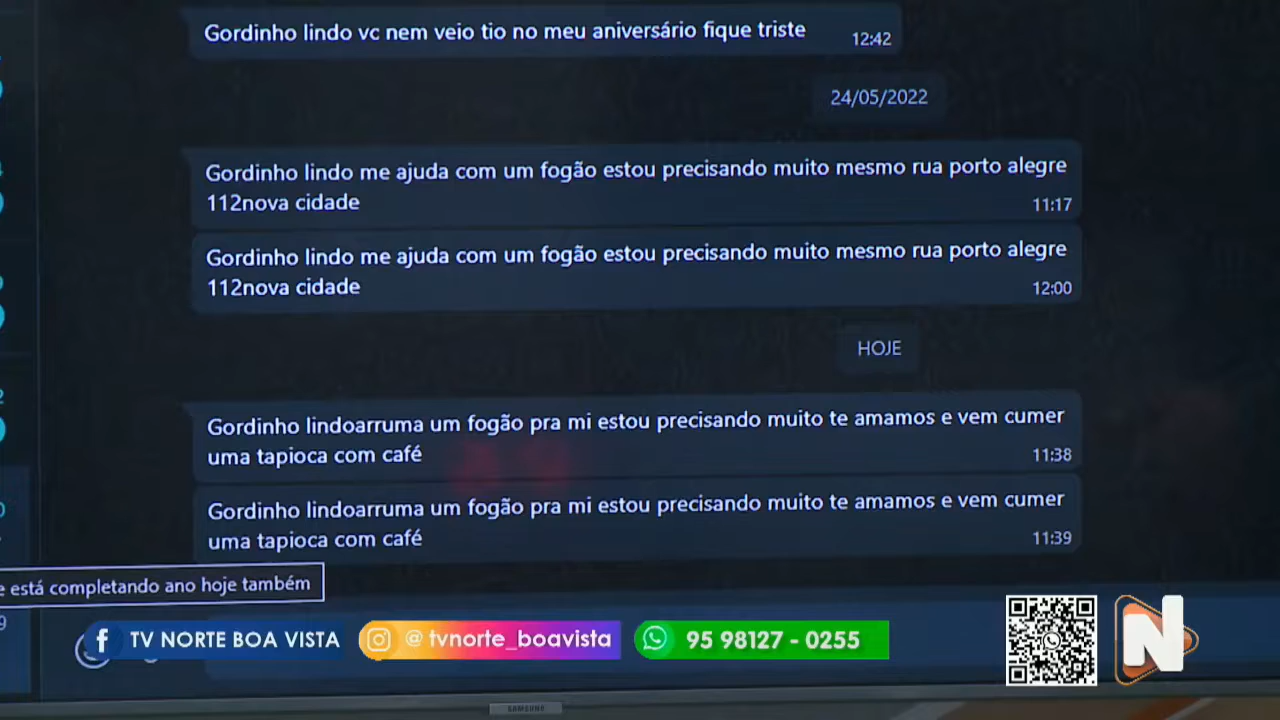 Gordinho lindo vc nem veio tio no meu aniversário fique triste
12:42
24/05/2022
Gordinho lindo me ajuda com um fogão estou precisando muito mesmo rua porto alegre
112nova cidade
11:17
Gordinho lindo me ajuda com um fogão estou precisando muito mesmo rua porto alegre
112nova cidade
12:00
HOJE
Gordinho lindoarruma um fogão pra mi estou precisando muito te amamos e vem cumer
uma tapioca com café
11:38
Gordinho lindoarruma um fogão pra mi estou precisando muito te amamos e vem cumer
uma tapioca com café
11:39
e está completando ano hoje também
TV NORTE BOA VISTA
@tvnorte_boavista
95 98127 - 0255
N
SAMSUNG